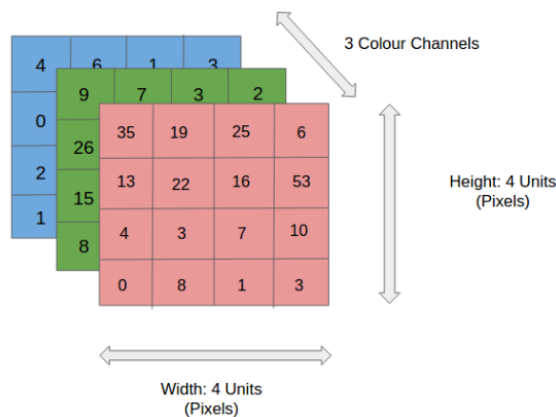 3 Colour Channels
4 6 1 3
9 7 3 2
0
35 19 25 6
26
13 22 16 53
2
15
Height: 4 Units
(Pixels)
4 3 7 10
1
8
0 8 1 3
Width: 4 Units
(Pixels)